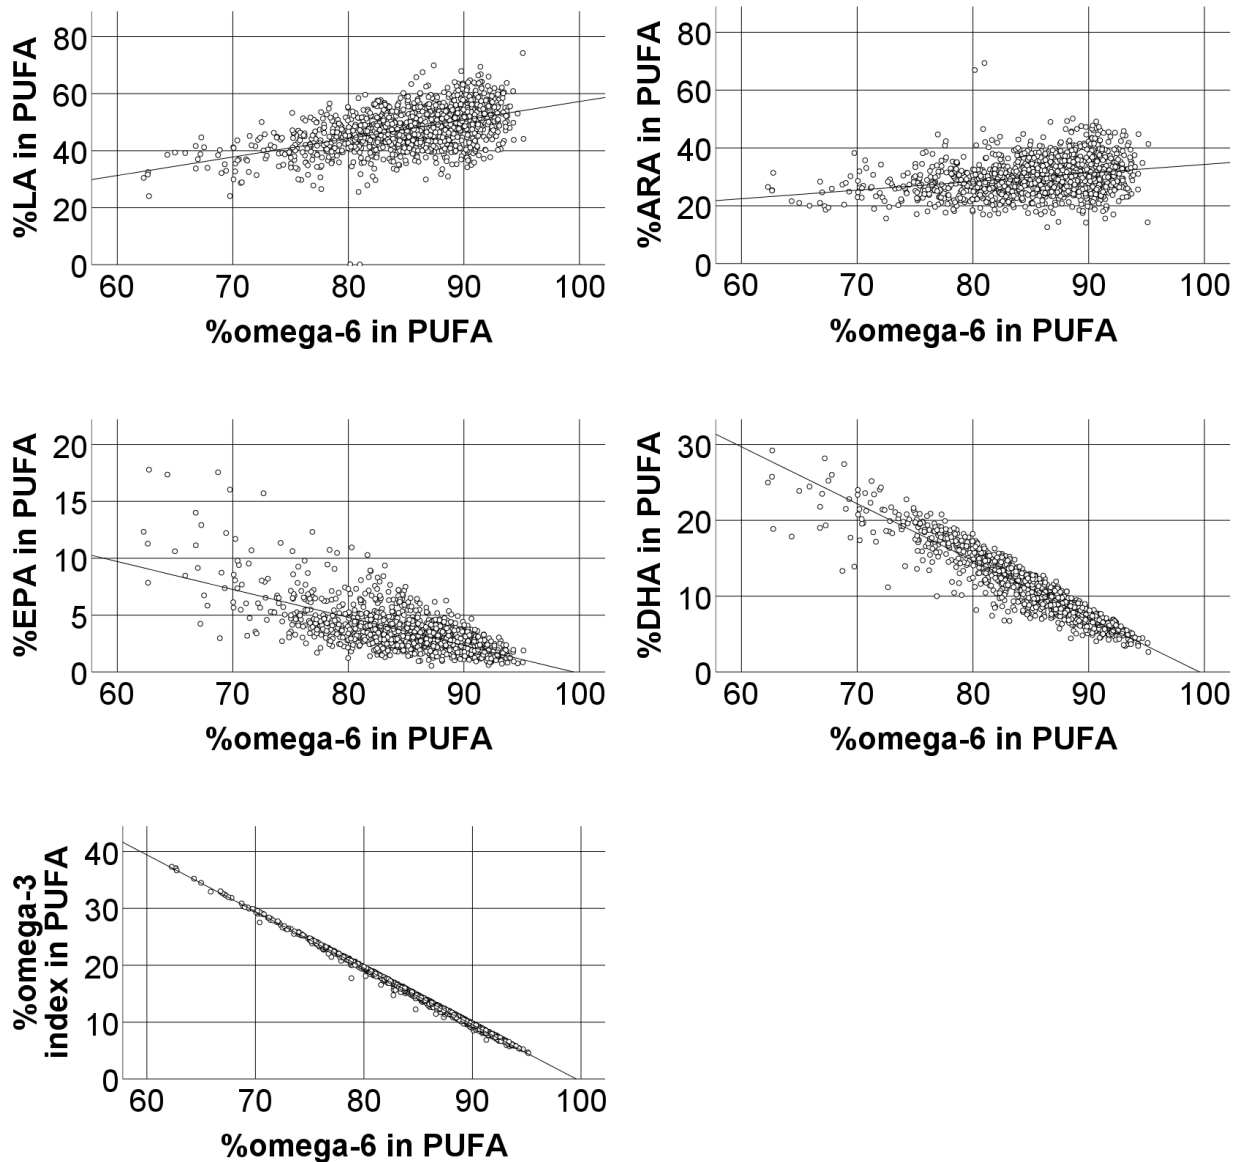 %LA in PUFA
80
60
40
20
0
60 70 80 90 100
%omega-6 in PUFA
%ARA in PUFA
80
60
40
20
0
60 70 80 90 100
%omega-6 in PUFA
%EPA in PUFA
20
15
10
5
0
60 70 80 90 100
%omega-6 in PUFA
%DHA in PUFA
30
20
10
0
60 70 80 90 100
%omega-6 in PUFA
%omega-3
index in PUFA
40
30
20
10
0
60 70 80 90 100
%omega-6 in PUFA